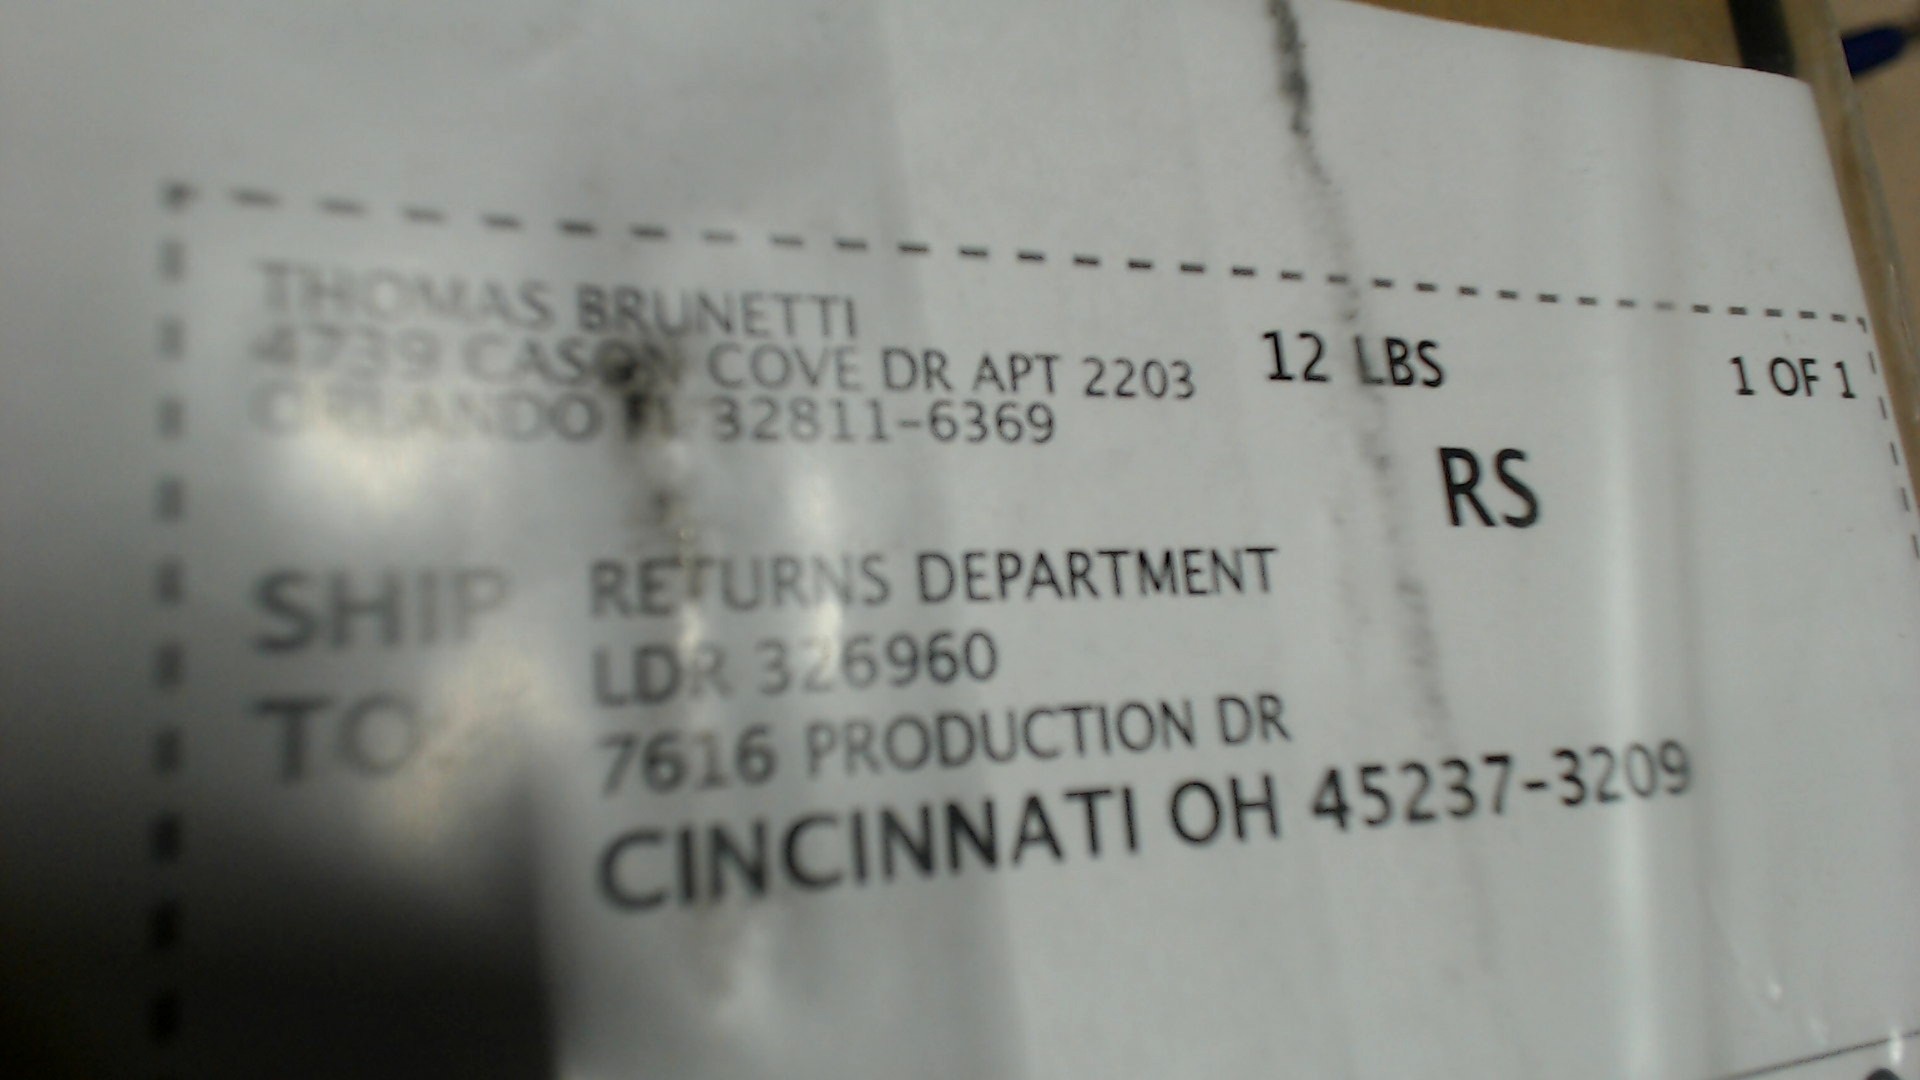 THOMAS BRUNETTI
4739 CASON COVE DR APT 2203
ORLANDO FL 32811-6369
12 LBS
1 OF 1
RS
SHIP
TO
RETURNS DEPARTMENT
LDR 326960
7616 PRODUCTION DR
CINCINNATI OH 45237-3209